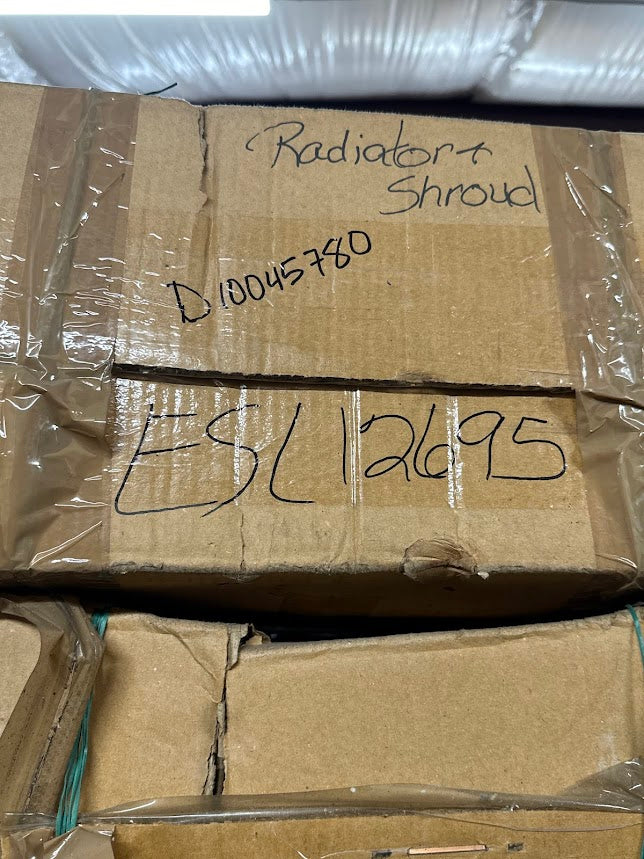 Radiator +
Shroud
D10045780
ESL12695